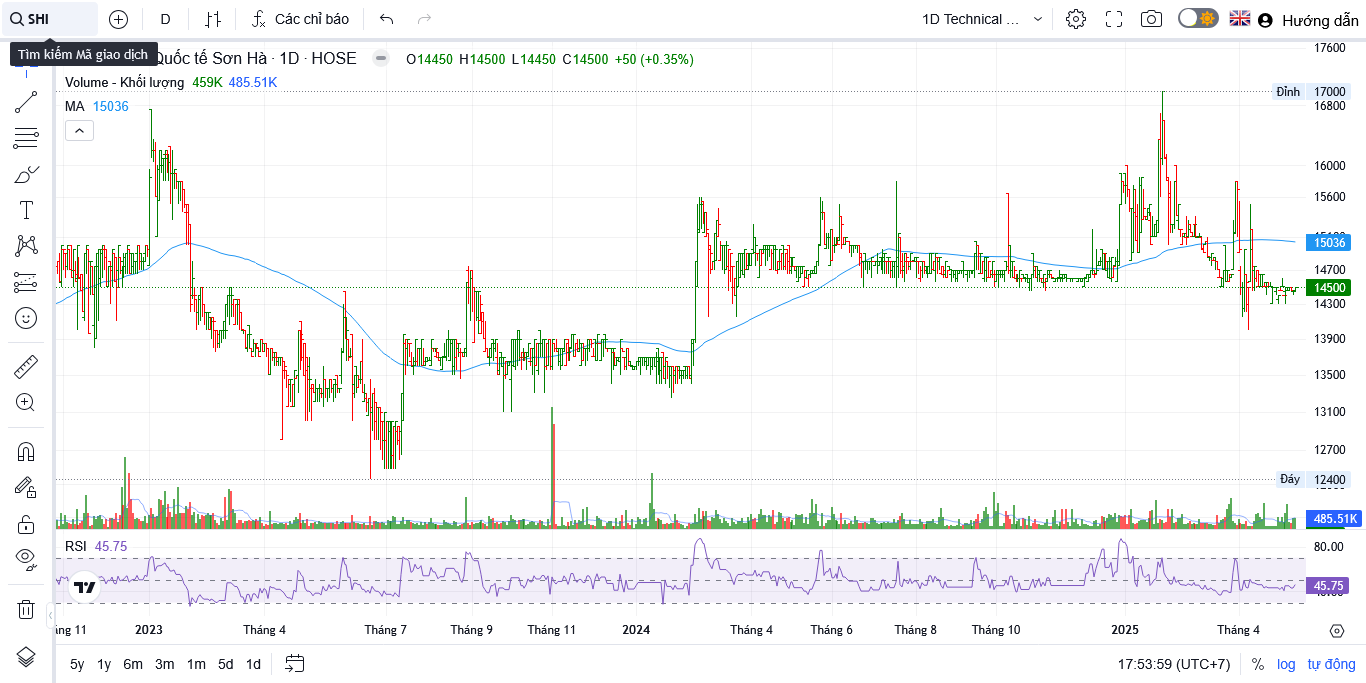 SHI
D
Các chỉ báo
1D Technical ...
Hướng dẫn
Tìm kiếm Mã giao dịch
Quốc tế Sơn Hà · 1D · HOSE
O14450 H14500 L14450 C14500 +50 (+0.35%)
Volume - Khối lượng 459K 485.51K
MA 15036
17600
Đỉnh 17000
16800
16000
15600
15100
15036
14700
14500
14300
13900
13500
13100
12700
Đáy 12400
485.51K
RSI 45.75
80.00
45.75
ng 11 2023 Tháng 4 Tháng 7 Tháng 9 Tháng 11 2024 Tháng 4 Tháng 6 Tháng 8 Tháng 10 2025 Tháng 4
5y 1y 6m 3m 1m 5d 1d
17:53:59 (UTC+7) % log tự động